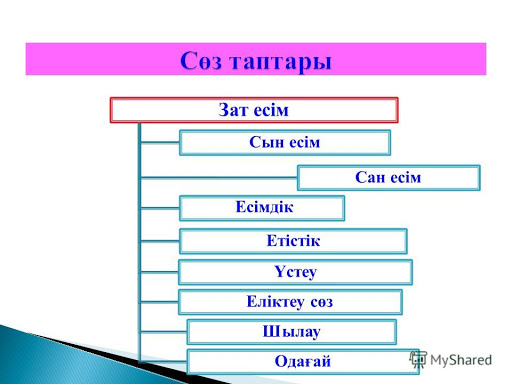 Сөз таптары
Зат есім
Сын есім
Сан есім
Есімдік
Етістік
Үстеу
Еліктеу сөз
Шылау
Одағай
MyShared